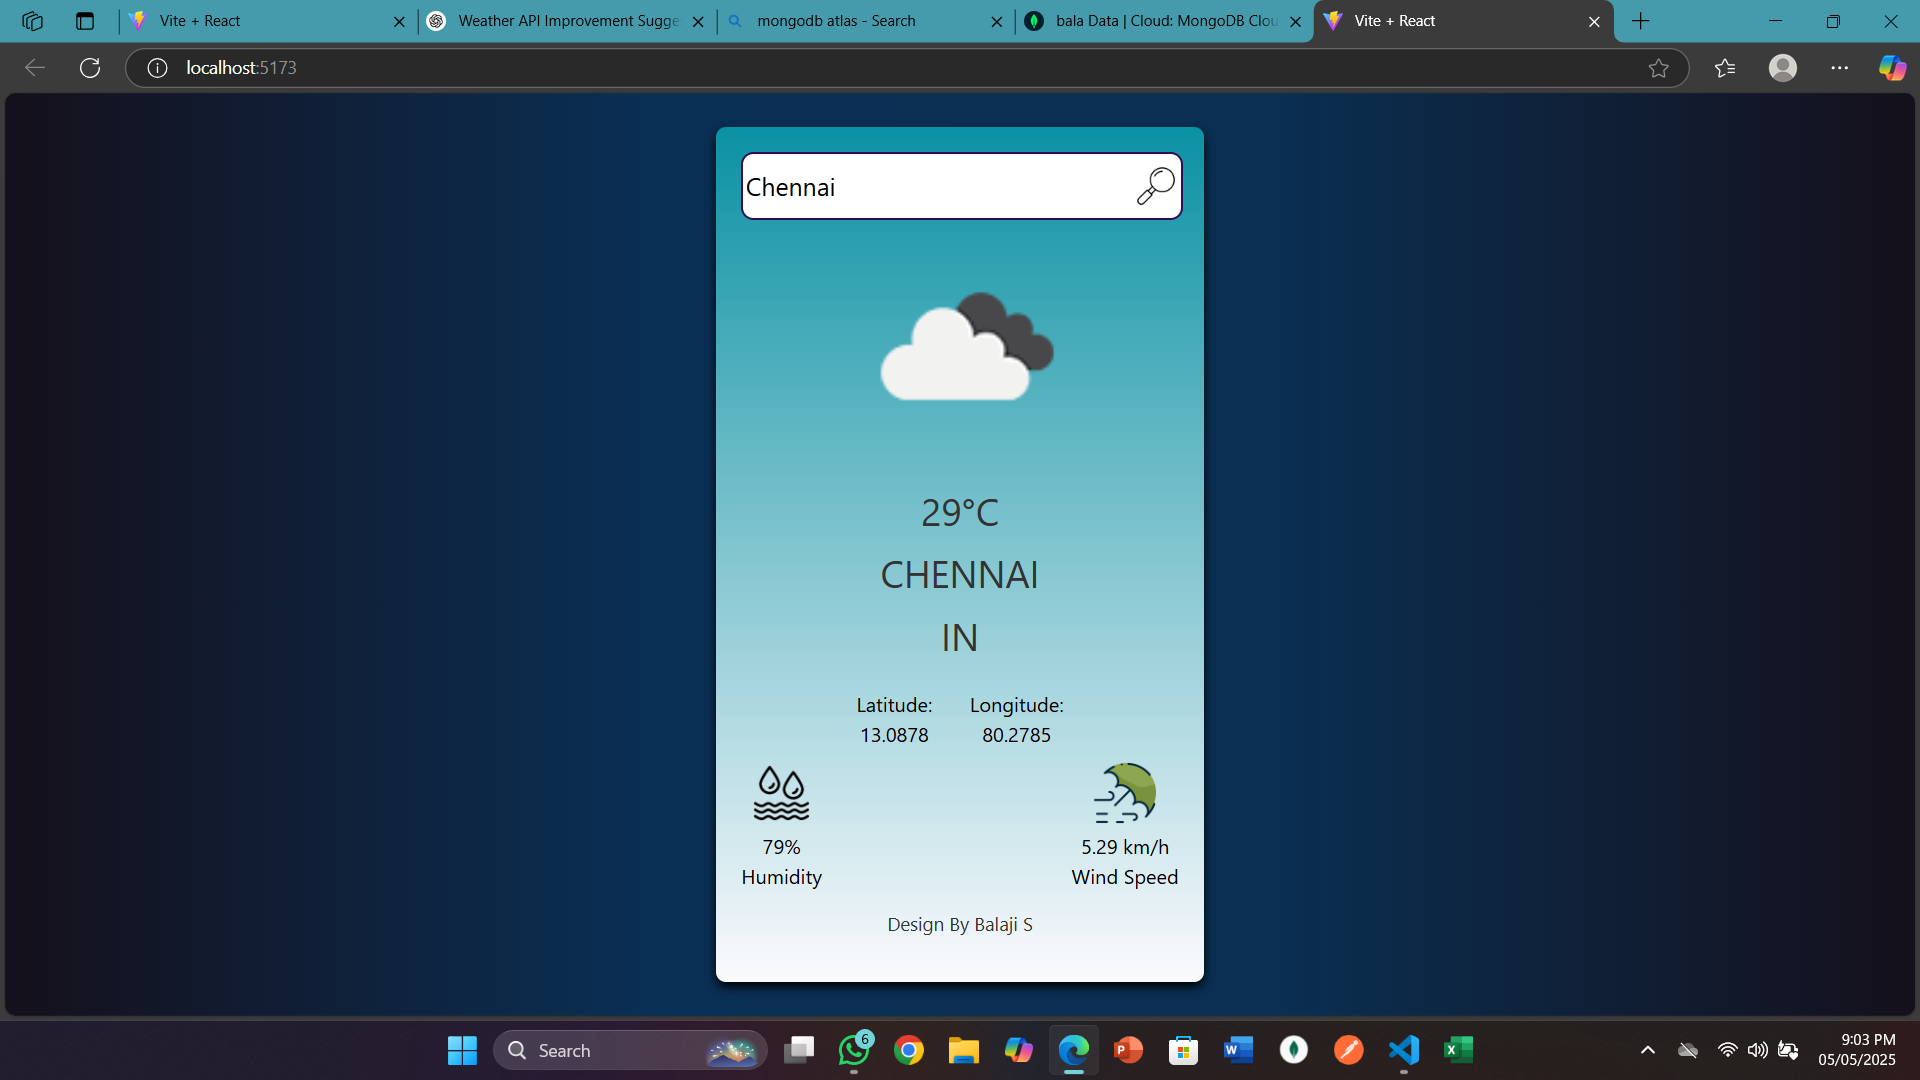 Vite + React
Weather API Improvement Sugge
mongodb atlas - Search
bala Data | Cloud: MongoDB Clou
Vite + React
localhost:5173
Chennai
29°C
CHENNAI
IN
Latitude: Longitude:
13.0878 80.2785
79% 5.29 km/h
Humidity Wind Speed
Design By Balaji S
Search
6
9:03 PM
05/05/2025